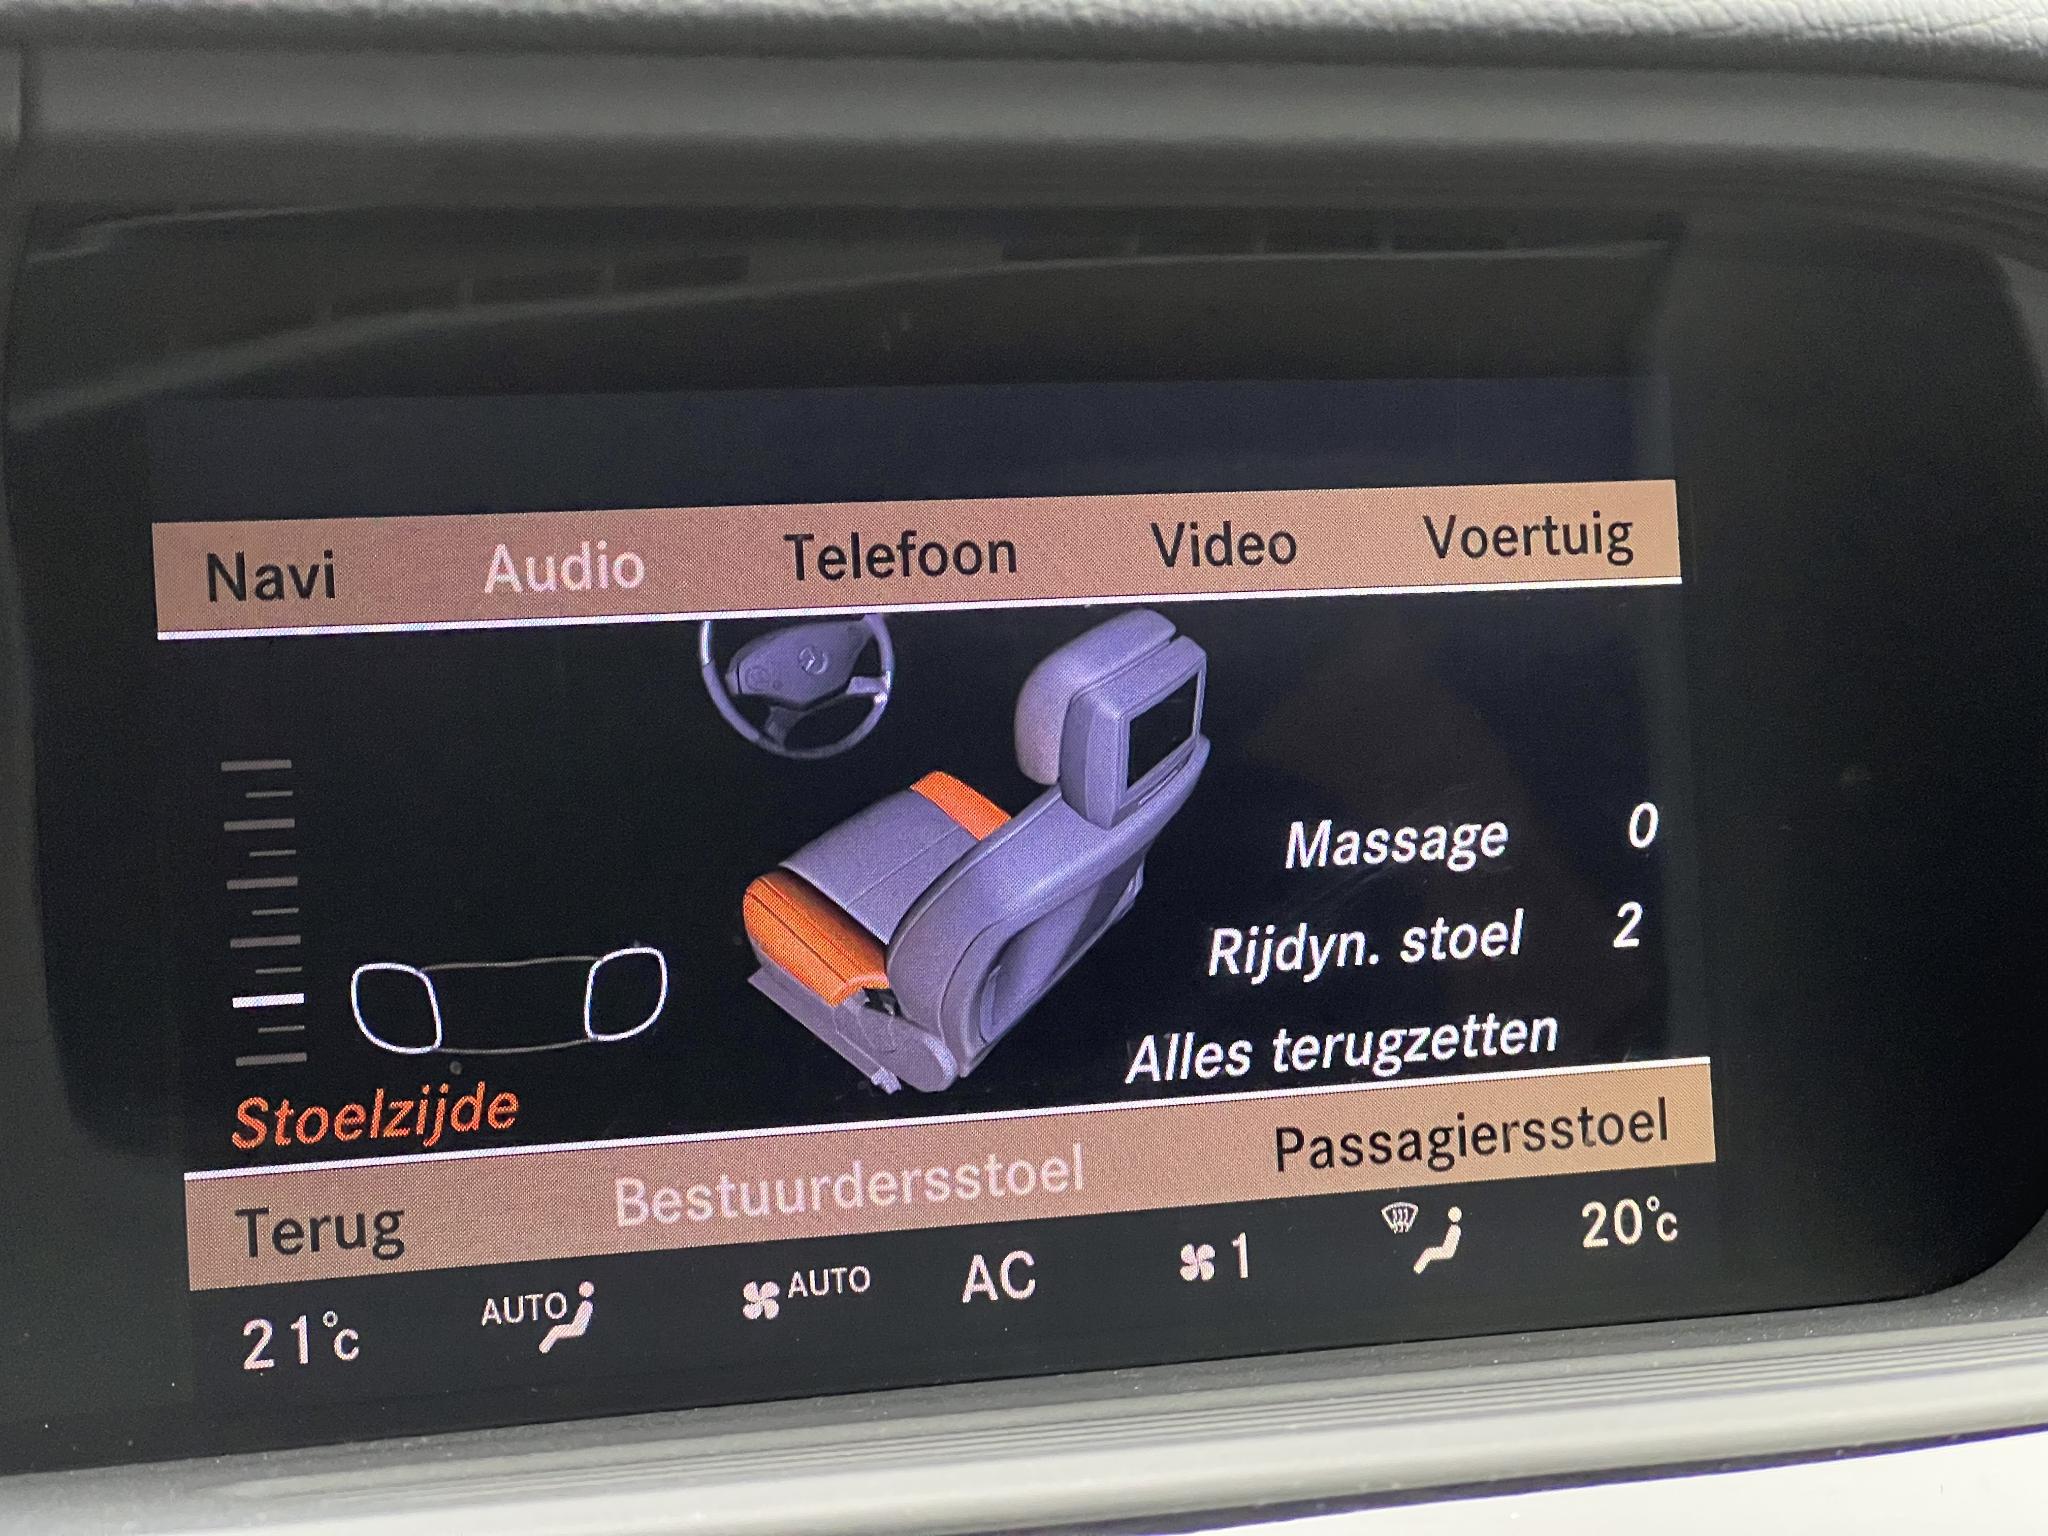 Navi Audio Telefoon Video Voertuig
Massage 0
Rijdyn. stoel 2
Alles terugzetten
Stoelzijde
Terug Bestuurdersstoel Passagiersstoel
21°c AUTO AUTO AC 1 20°c